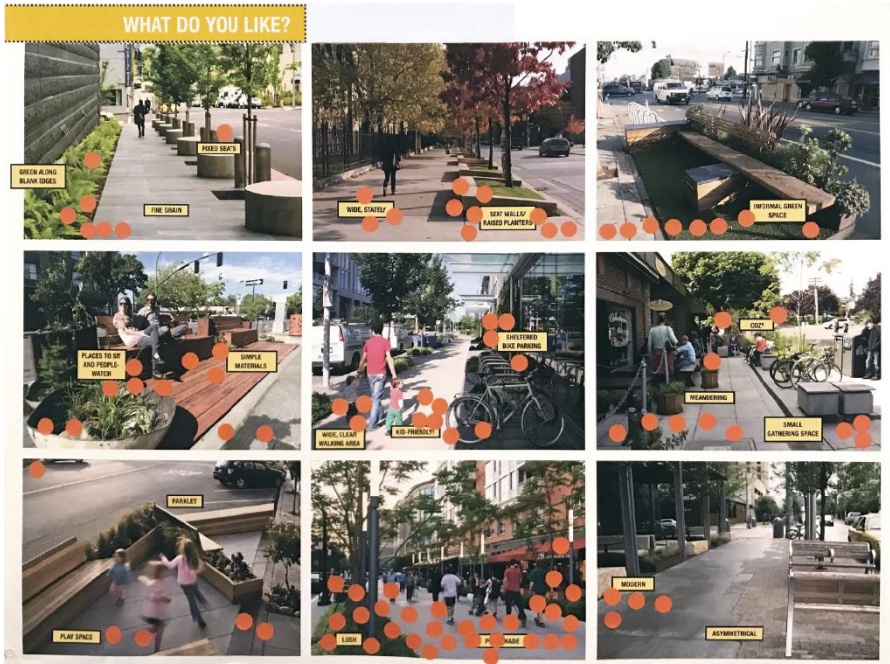 WHAT DO YOU LIKE?
GREEN ALONG
BLANK EDGES
FIXED SEATS
FINE GRAIN
WIDE, STATELY
SEAT WALLS/
RAISED PLANTERS
INFORMAL GREEN
SPACE
PLACES TO SIT
AND PEOPLE-
WATCH
SIMPLE
MATERIALS
SHELTERED
BIKE PARKING
WIDE, CLEAR
WALKING AREA
KID-FRIENDLY!
COZY
MEANDERING
SMALL
GATHERING SPACE
PARKLET
PLAY SPACE
LUSH
MODERN
ASYMMETRICAL